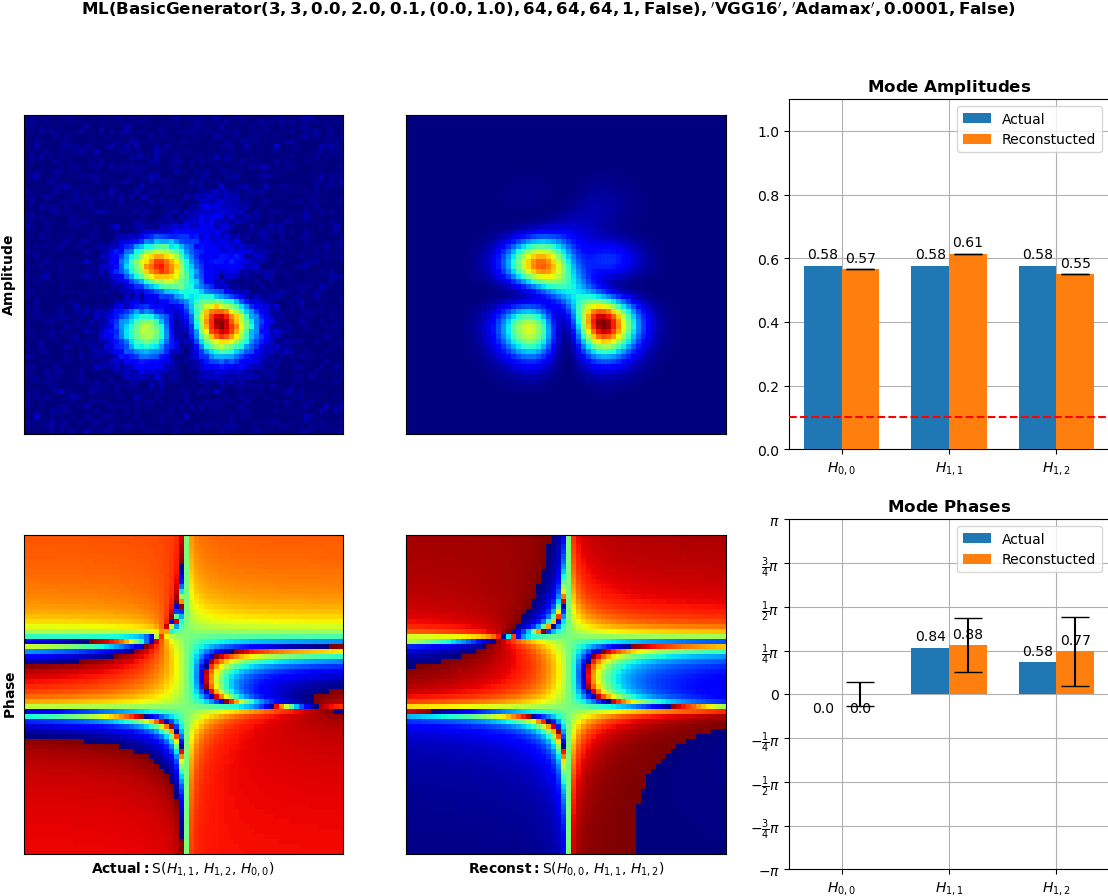 ML(BasicGenerator(3, 3, 0.0, 2.0, 0.1, (0.0, 1.0), 64, 64, 64, 1, False), ′VGG16′, ′Adamax′, 0.0001, False)
Amplitude
Mode Amplitudes
Actual
Reconstucted
1.0
0.8
0.6
0.4
0.2
0.0
0.58 0.57
0.58 0.61
0.58 0.55
H0,0 H1,1 H1,2
Phase
Mode Phases
Actual
Reconstucted
π
3/4π
1/2π
1/4π
0
−1/4π
−1/2π
−3/4π
−π
0.0 0.0
0.84 0.88
0.58 0.77
H0,0 H1,1 H1,2
Actual: S(H1,1, H1,2, H0,0)
Reconst: S(H0,0, H1,1, H1,2)